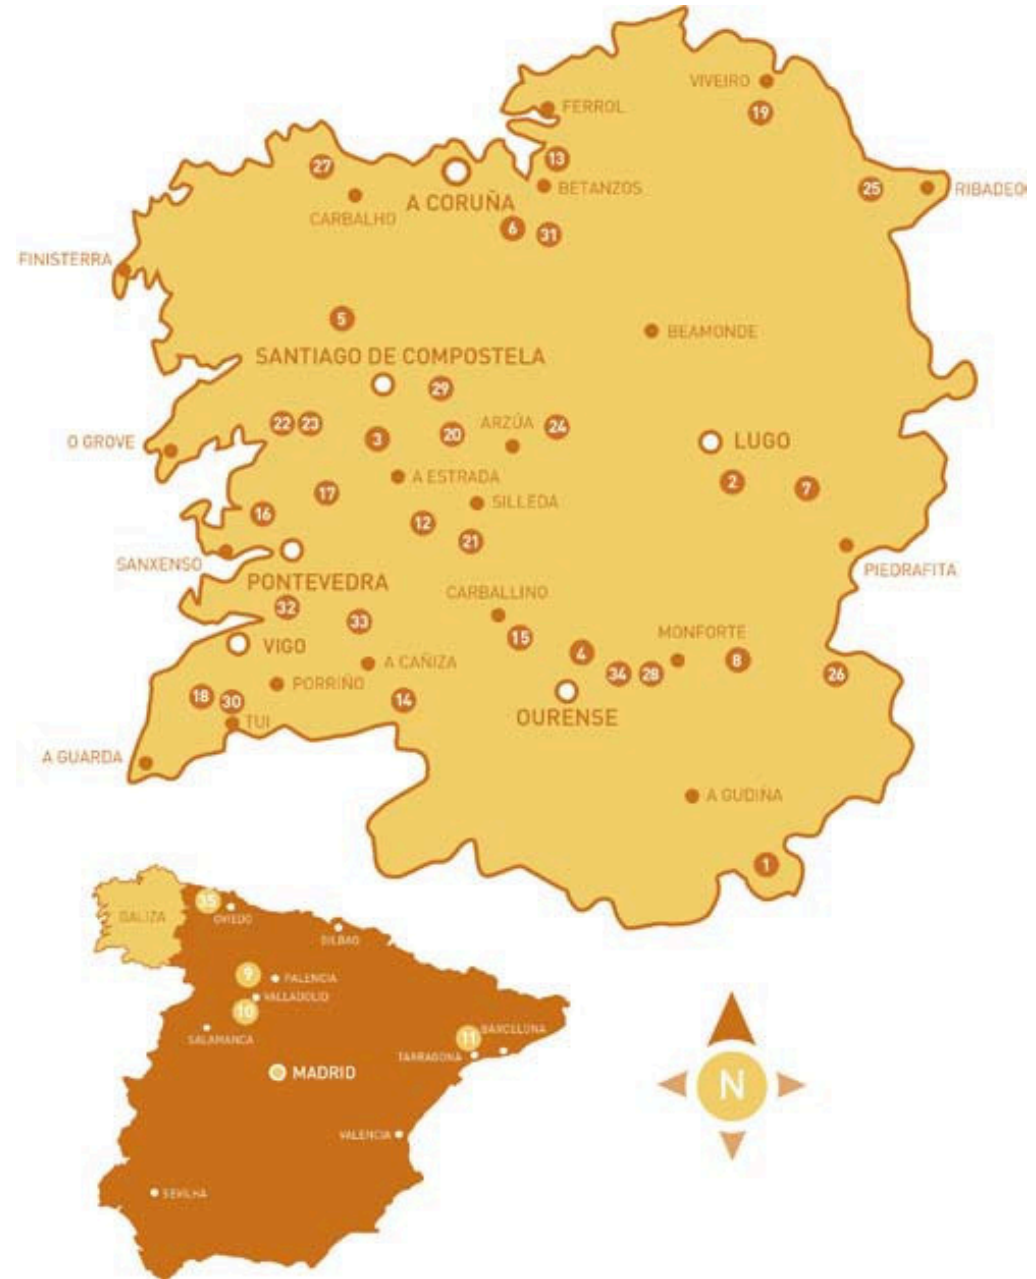 VIVEIRO
FERROL
19
13
27
BETANZOS
25
RIBADEO
A CORUÑA
CARBALHO
6
31
FINISTERRA
5
BEAMONDE
SANTIAGO DE COMPOSTELA
29
22
23
3
20
ARZÚA
24
O GROVE
LUGO
A ESTRADA
2
7
17
SILLEDA
16
12
21
SANXENSO
PIEDRAFITA
PONTEVEDRA
CARBALLINO
32
33
15
MONFORTE
VIGO
4
A CAÑIZA
34
28
8
26
PORRIÑO
18
30
14
OURENSE
TUI
A GUARDA
A GUDIÑA
1
35
GALIZA
OVIEDO
BILBAO
9
PALENCIA
VALLADOLID
10
SALAMANCA
11
BARCELONA
TARRAGONA
MADRID
N
VALENCIA
SEVILHA